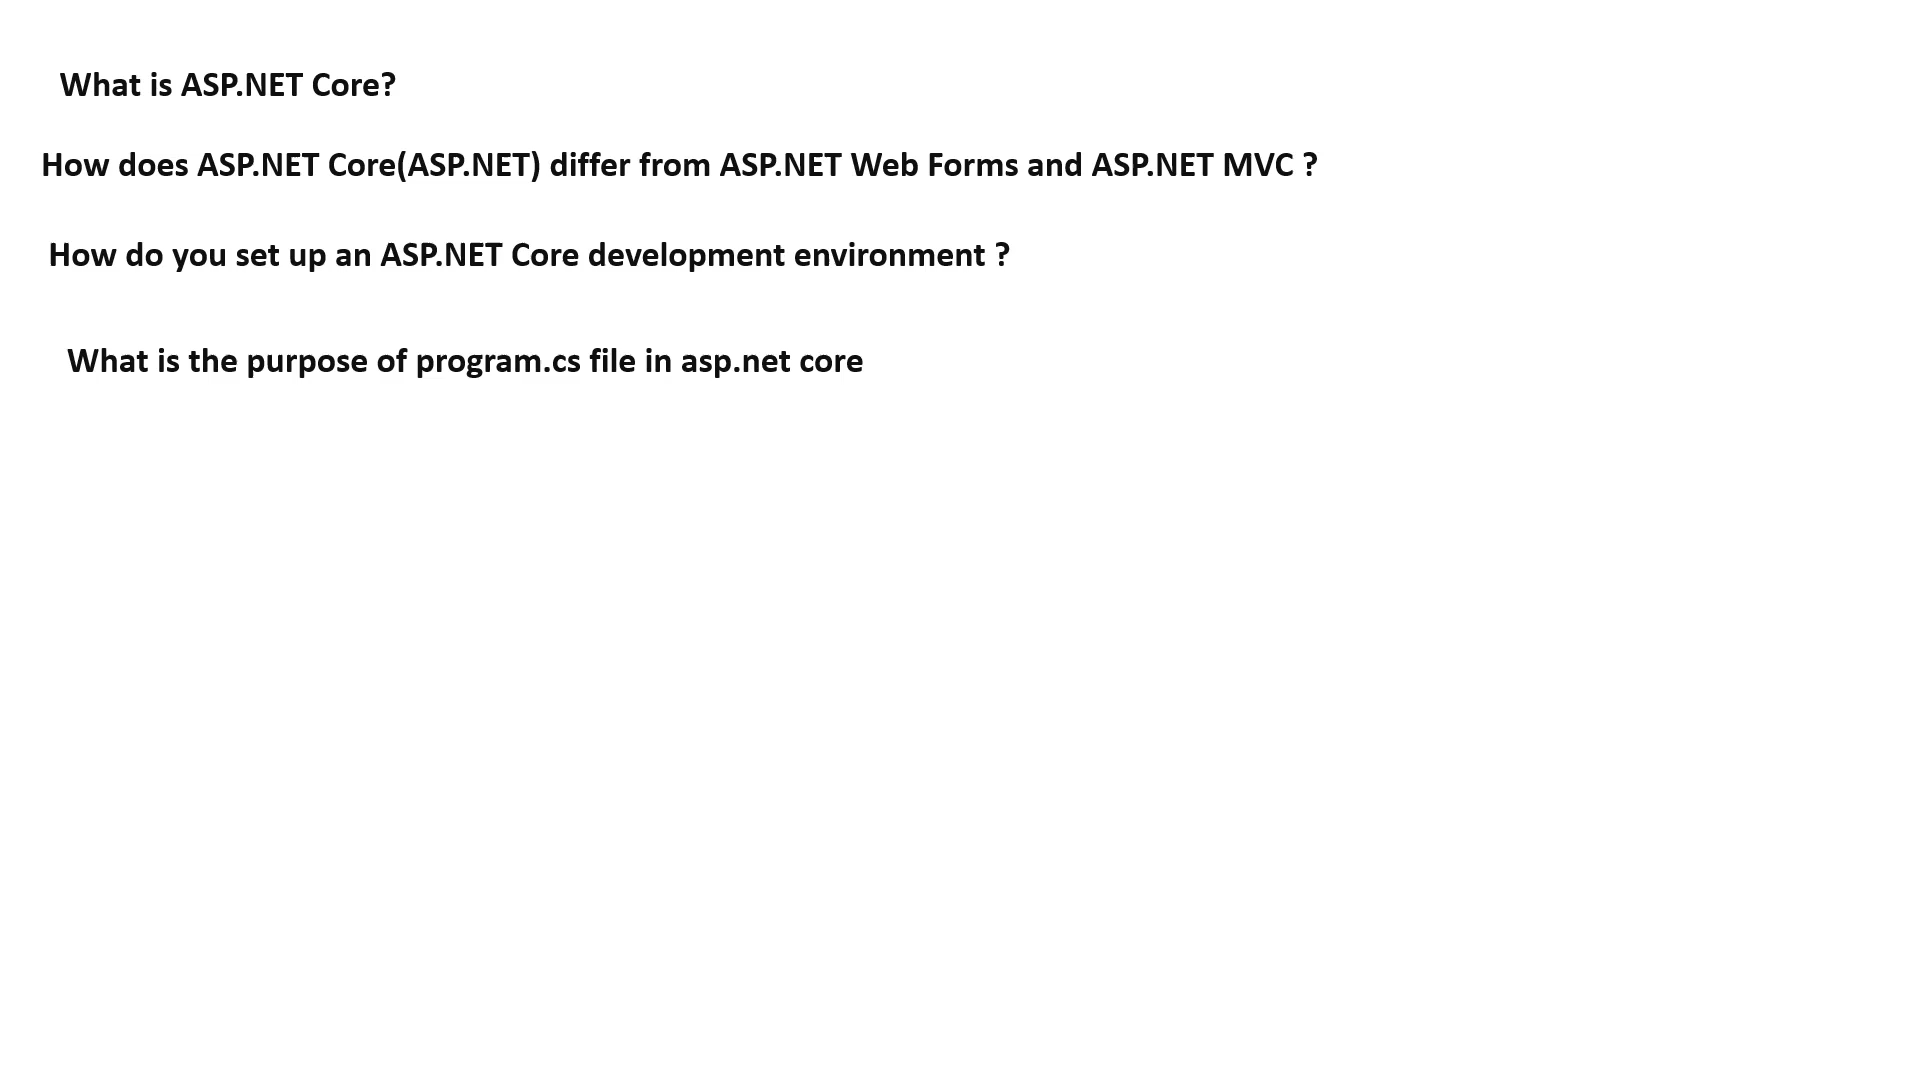 What is ASP.NET Core?
How does ASP.NET Core(ASP.NET) differ from ASP.NET Web Forms and ASP.NET MVC ?
How do you set up an ASP.NET Core development environment ?
What is the purpose of program.cs file in asp.net core